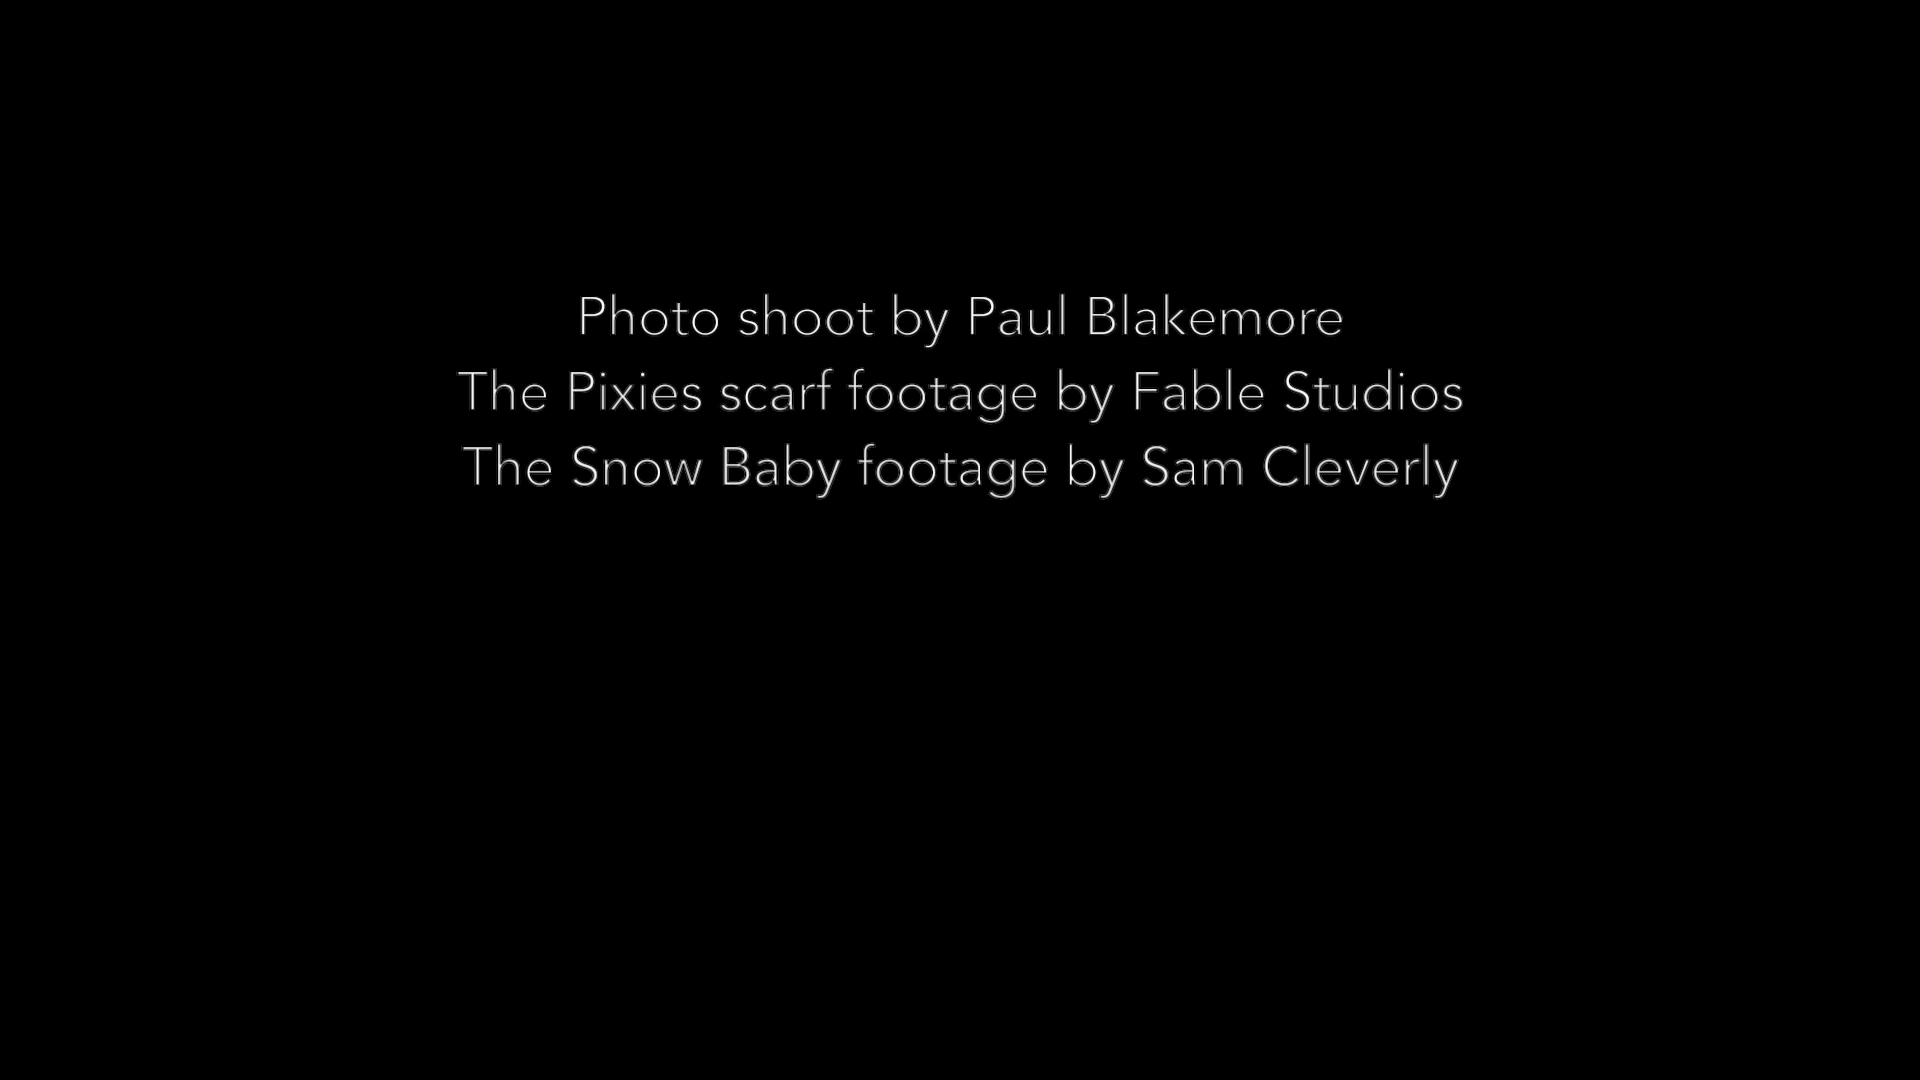 Photo shoot by Paul Blakemore
The Pixies scarf footage by Fable Studios
The Snow Baby footage by Sam Cleverly